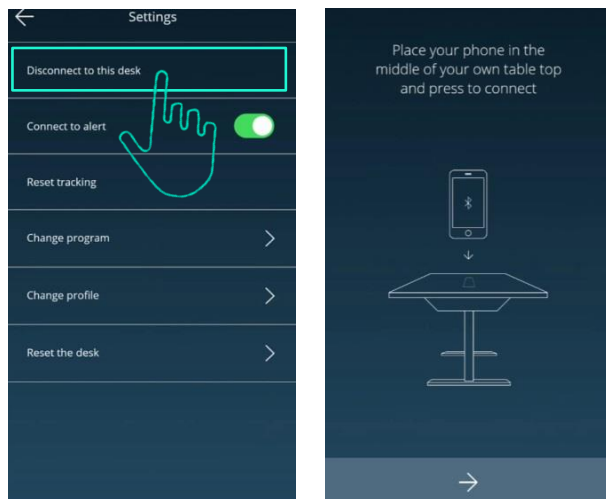 Settings
Disconnect to this desk
Connect to alert
Reset tracking
Change program
Change profile
Reset the desk
Place your phone in the
middle of your own table top
and press to connect